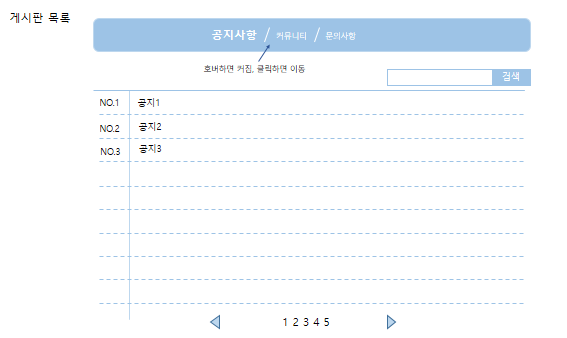 게시판 목록
공지사항 / 커뮤니티 / 문의사항
호버하면 커짐, 클릭하면 이동
검색
NO.1 공지1
NO.2 공지2
NO.3 공지3
1 2 3 4 5